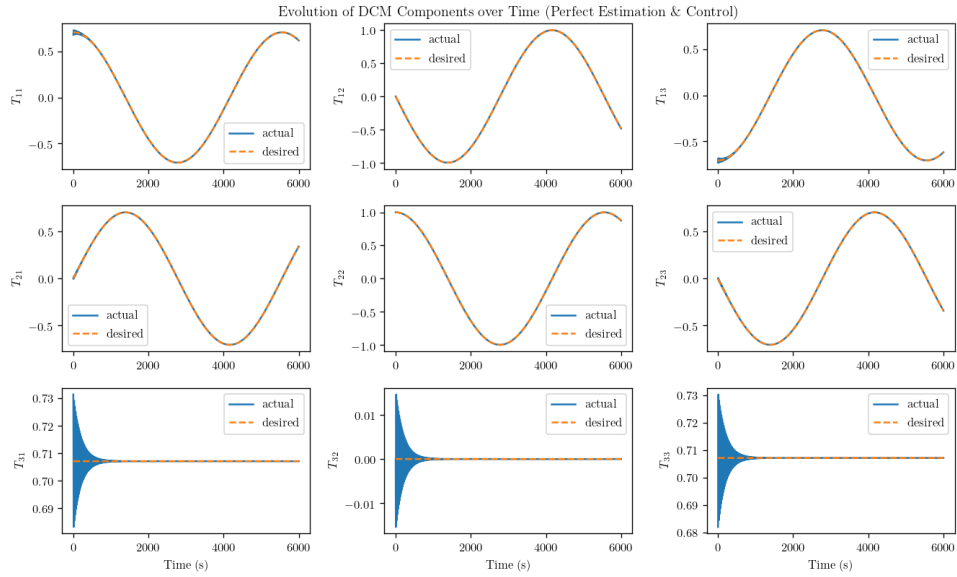 Evolution of DCM Components over Time (Perfect Estimation & Control)
T11
0.5
0.0
−0.5
0
2000
4000
6000
actual
desired
T12
1.0
0.5
0.0
−0.5
−1.0
0
2000
4000
6000
actual
desired
T13
0.5
0.0
−0.5
0
2000
4000
6000
actual
desired
T21
0.5
0.0
−0.5
0
2000
4000
6000
actual
desired
T22
1.0
0.5
0.0
−0.5
−1.0
0
2000
4000
6000
actual
desired
T23
0.5
0.0
−0.5
0
2000
4000
6000
actual
desired
T31
0.73
0.72
0.71
0.70
0.69
0
2000
4000
6000
Time (s)
actual
desired
T32
0.01
0.00
−0.01
0
2000
4000
6000
Time (s)
actual
desired
T33
0.73
0.72
0.71
0.70
0.69
0.68
0
2000
4000
6000
Time (s)
actual
desired